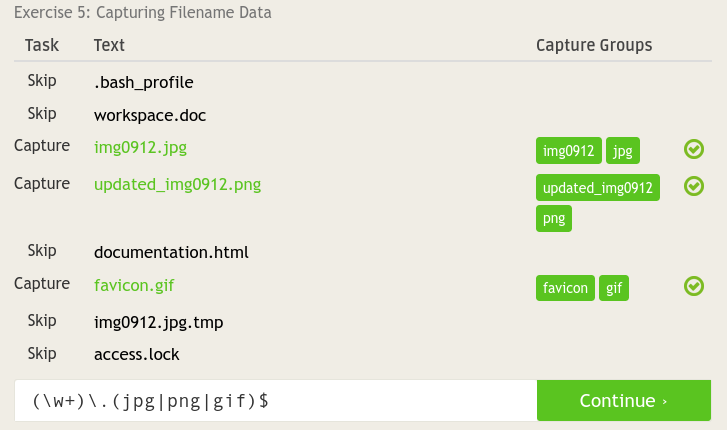 Exercise 5: Capturing Filename Data
Task Text Capture Groups
Skip .bash_profile
Skip workspace.doc
Capture img0912.jpg img0912 jpg
Capture updated_img0912.png updated_img0912
png
Skip documentation.html
Capture favicon.gif favicon gif
Skip img0912.jpg.tmp
Skip access.lock
(\w+)\.(jpg|png|gif)$ Continue ›